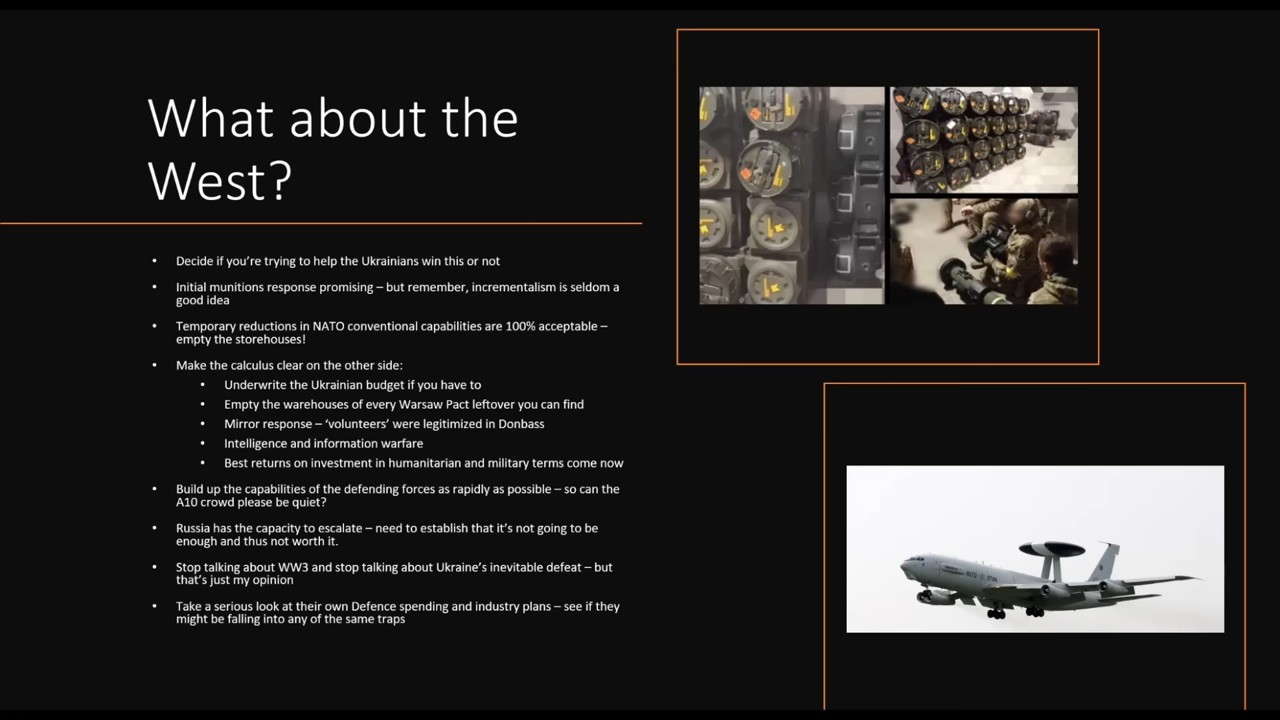 What about the
West?
• Decide if you’re trying to help the Ukrainians win this or not
• Initial munitions response promising – but remember, incrementalism is seldom a
good idea
• Temporary reductions in NATO conventional capabilities are 100% acceptable –
empty the storehouses!
• Make the calculus clear on the other side:
• Underwrite the Ukrainian budget if you have to
• Empty the warehouses of every Warsaw Pact leftover you can find
• Mirror response – ‘volunteers’ were legitimized in Donbass
• Intelligence and information warfare
• Best returns on investment in humanitarian and military terms come now
• Build up the capabilities of the defending forces as rapidly as possible – so can the
A10 crowd please be quiet?
• Russia has the capacity to escalate – need to establish that it’s not going to be
enough and thus not worth it.
• Stop talking about WW3 and stop talking about Ukraine’s inevitable defeat – but
that’s just my opinion
• Take a serious look at their own Defence spending and industry plans – see if they
might be falling into any of the same traps
NATO